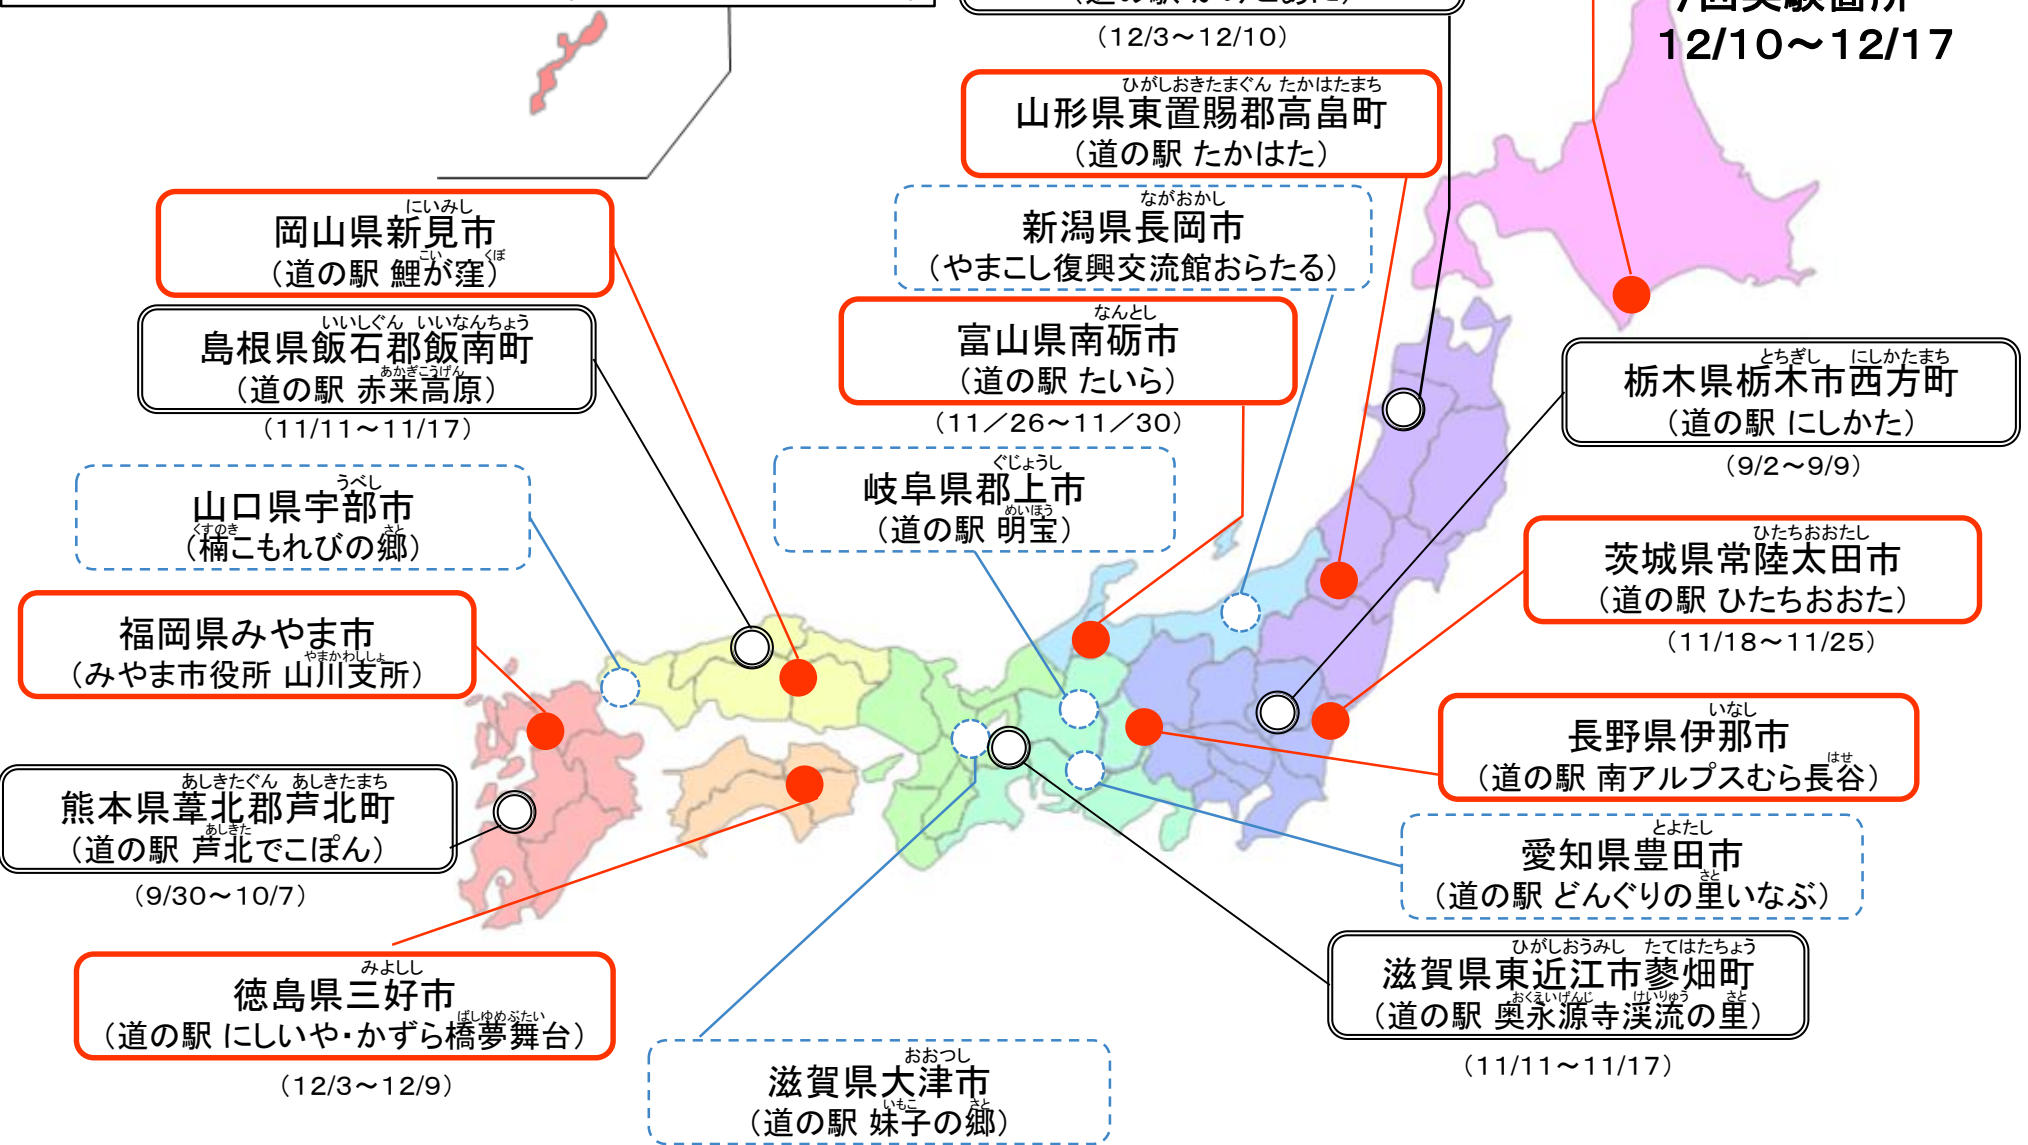 (12/3～12/10)
12/10～12/17
ひがしおきたまぐん たかはたまち
山形県東置賜郡高畠町
(道の駅 たかはた)
ながおかし
新潟県長岡市
(やまこし復興交流館おらたる)
にいみし
岡山県新見市
こい くぼ
(道の駅 鯉が窪)
いいしぐん いいなんちょう
島根県飯石郡飯南町
あかぎこうげん
(道の駅 赤来高原)
(11/11～11/17)
なんとし
富山県南砺市
(道の駅 たいら)
(11／26～11／30)
とちぎし にしかたまち
栃木県栃木市西方町
(道の駅 にしかた)
(9/2～9/9)
うべし
山口県宇部市
くすのき さと
(楠こもれびの郷)
ぐじょうし
岐阜県郡上市
めいほう
(道の駅 明宝)
ひたちおおたし
茨城県常陸太田市
(道の駅 ひたちおおた)
(11/18～11/25)
福岡県みやま市
やまかわししょ
(みやま市役所 山川支所)
いなし
長野県伊那市
はせ
(道の駅 南アルプスむら長谷)
あしきたぐん あしきたまち
熊本県葦北郡芦北町
あしきた
(道の駅 芦北でこぽん)
(9/30～10/7)
とよたし
愛知県豊田市
さと
(道の駅 どんぐりの里いなぶ)
みよしし
徳島県三好市
ばしゆめぶたい
(道の駅 にしいや・かずら橋夢舞台)
(12/3～12/9)
ひがしおうみし たてはたちょう
滋賀県東近江市蓼畑町
おくえいげんじ けいりゅう さと
(道の駅 奥永源寺渓流の里)
(11/11～11/17)
おおつし
滋賀県大津市
いもこ さと
(道の駅 妹子の郷)